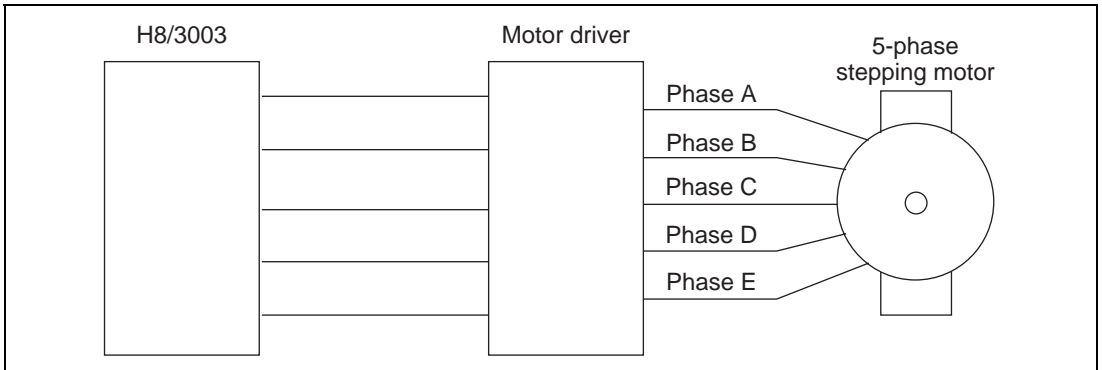 H8/3003
Motor driver
5-phase
stepping motor
Phase A
Phase B
Phase C
Phase D
Phase E